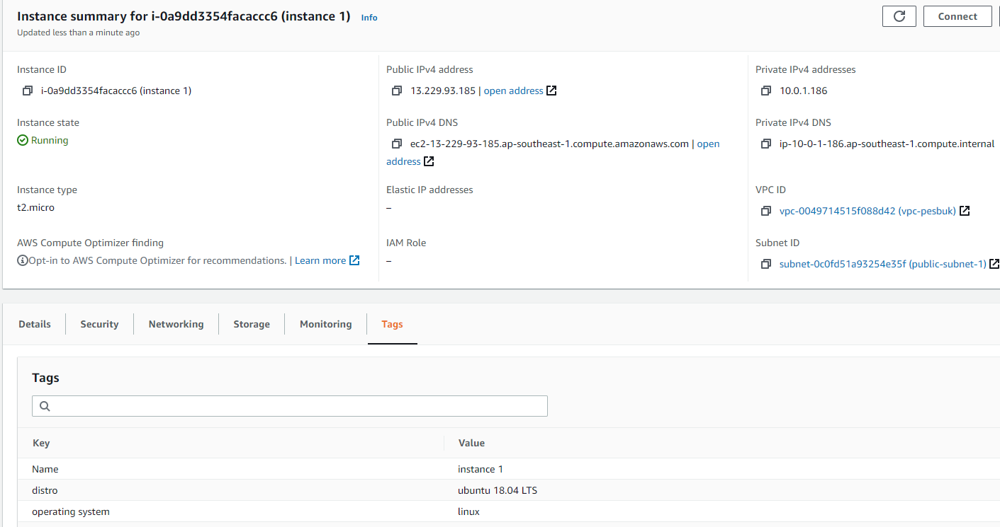 Instance summary for i-0a9dd3354facaccc6 (instance 1) Info
Connect
Updated less than a minute ago
Instance ID
i-0a9dd3354facaccc6 (instance 1)
Public IPv4 address
13.229.93.185 | open address
Private IPv4 addresses
10.0.1.186
Instance state
Running
Public IPv4 DNS
ec2-13-229-93-185.ap-southeast-1.compute.amazonaws.com | open
address
Private IPv4 DNS
ip-10-0-1-186.ap-southeast-1.compute.internal
Instance type
t2.micro
Elastic IP addresses
–
VPC ID
vpc-0049714515f088d42 (vpc-pesbuk)
AWS Compute Optimizer finding
Opt-in to AWS Compute Optimizer for recommendations. | Learn more
IAM Role
–
Subnet ID
subnet-0c0fd51a93254e35f (public-subnet-1)
Details Security Networking Storage Monitoring Tags
Tags
Key Value
Name instance 1
distro ubuntu 18.04 LTS
operating system linux